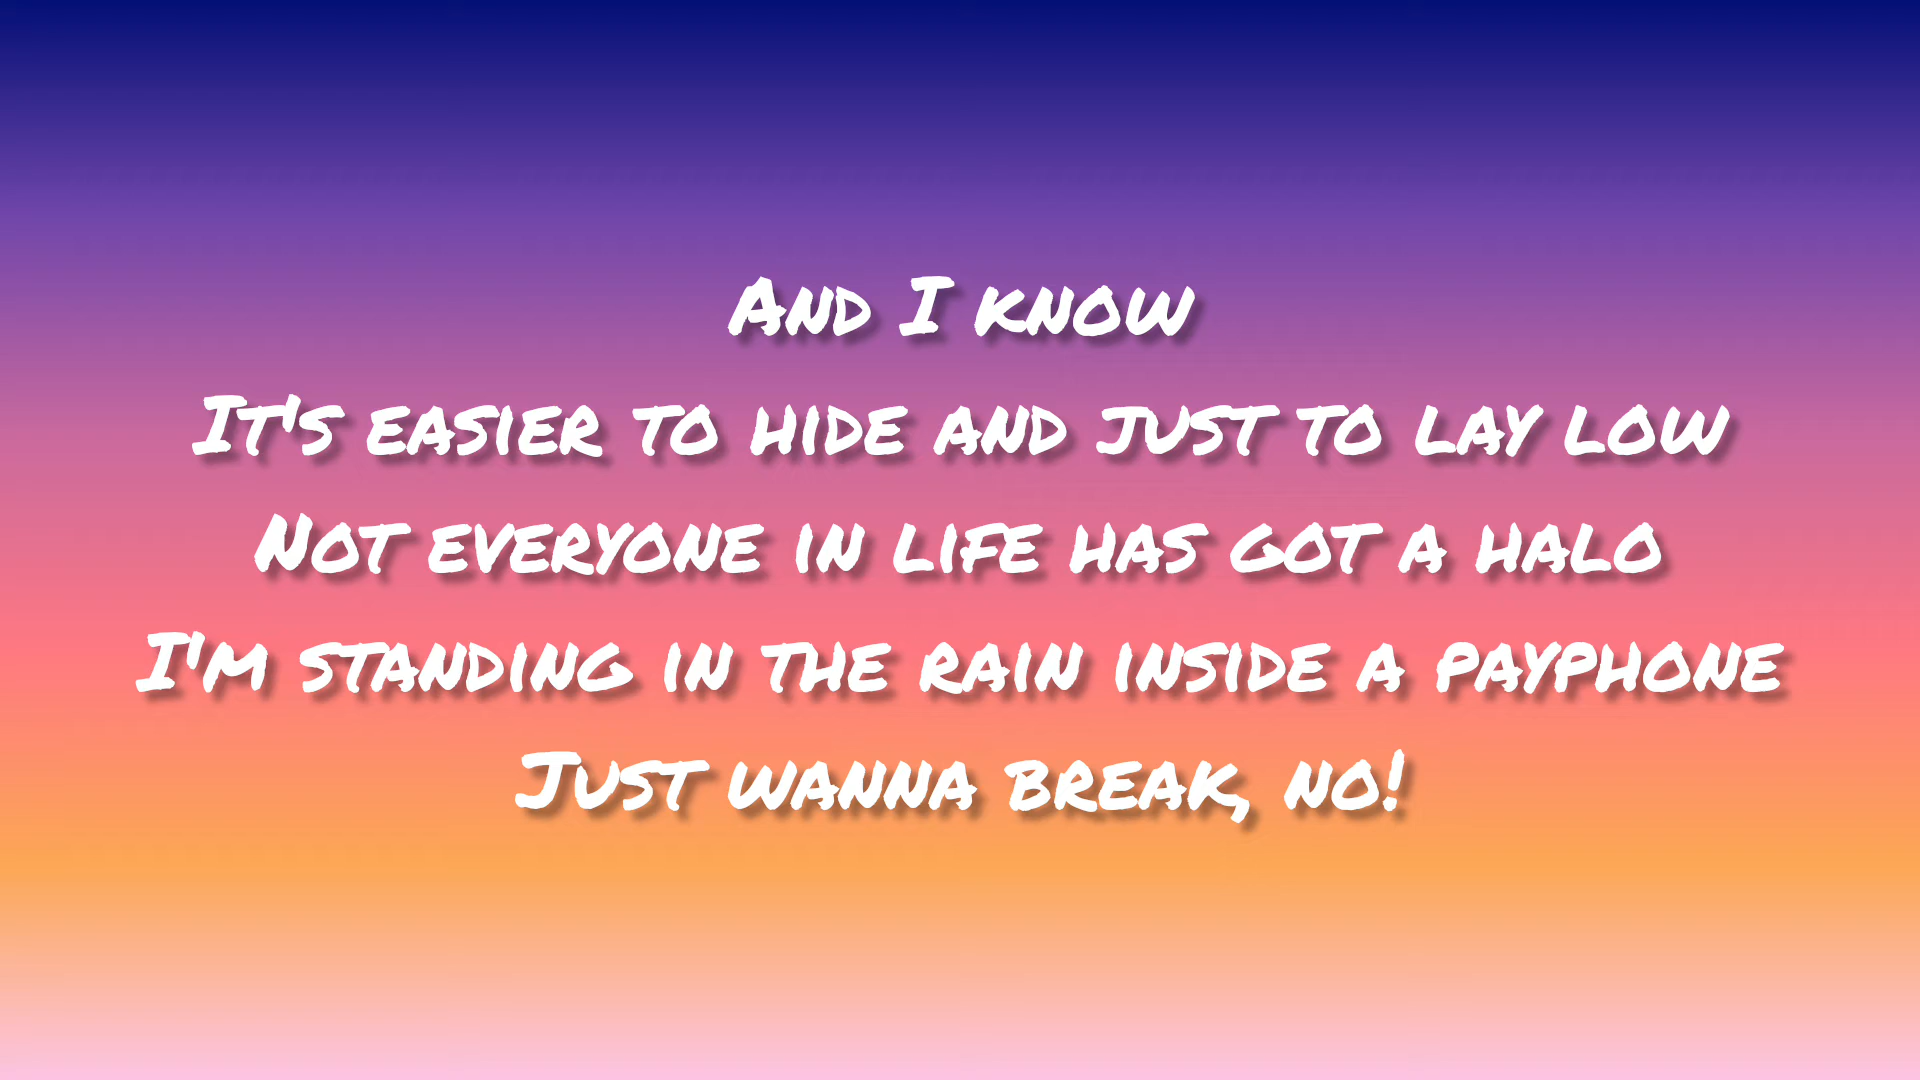 And I know
It's easier to hide and just to lay low
Not everyone in life has got a halo
I'm standing in the rain inside a payphone
Just wanna break, no!